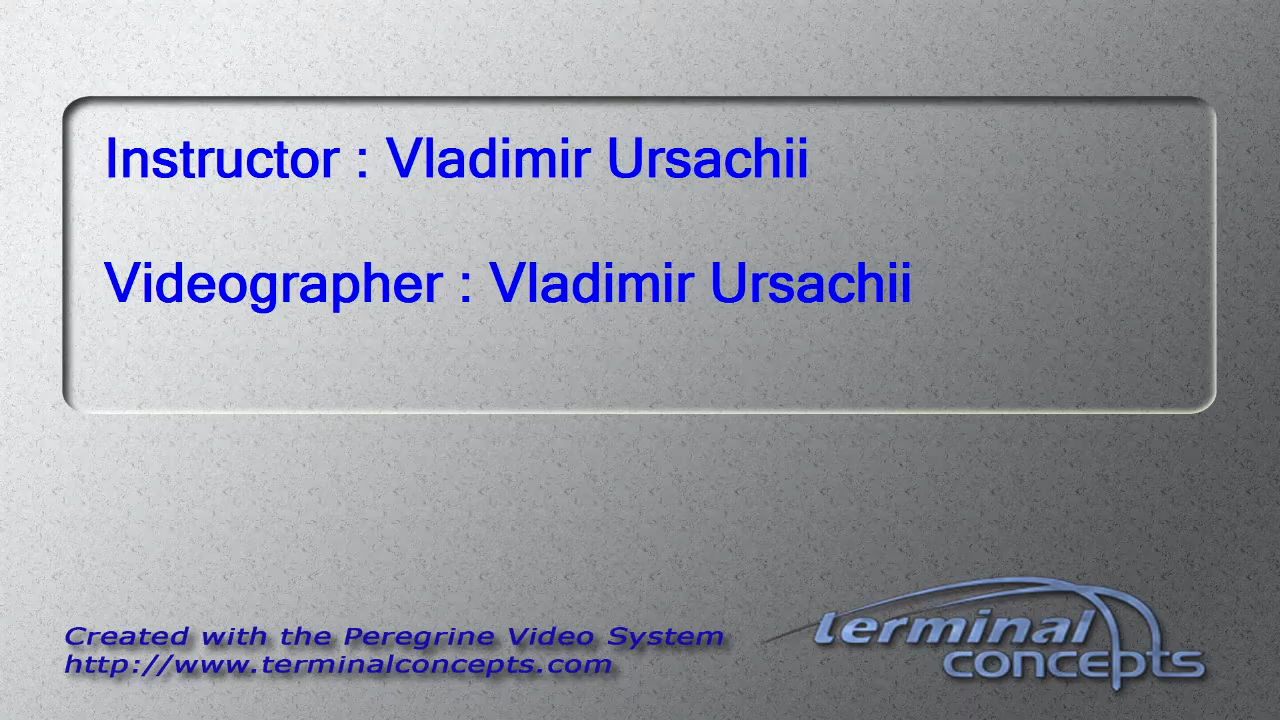 Instructor : Vladimir Ursachii
Videographer : Vladimir Ursachii
Created with the Peregrine Video System
http://www.terminalconcepts.com
terminal
concepts